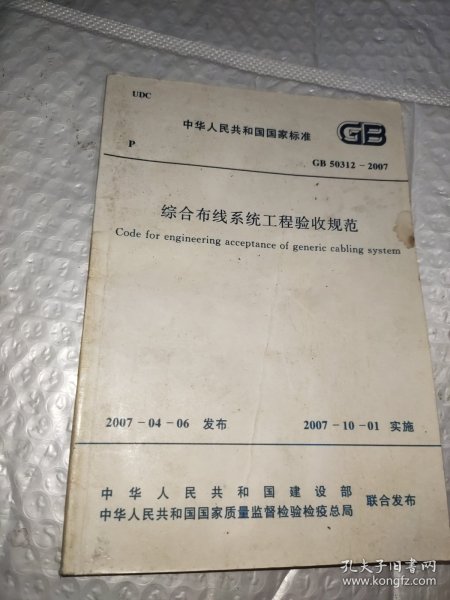 UDC
中华人民共和国国家标准
GB
P
GB 50312－2007
综合布线系统工程验收规范
Code for engineering acceptance of generic cabling system
2007－04－06 发布
2007－10－01 实施
中华人民共和国建设部
中华人民共和国国家质量监督检验检疫总局
联合发布
孔夫子旧书网
www.kongfz.com